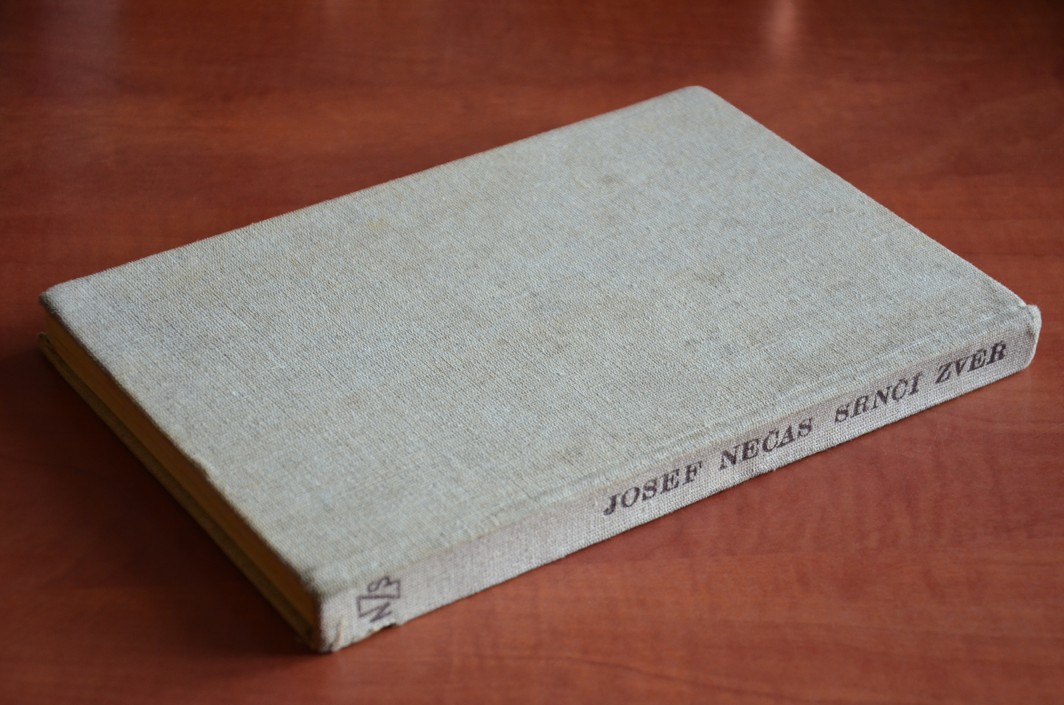 JOSEF NEČAS SRNČÍ ZVĚŘ
N/S